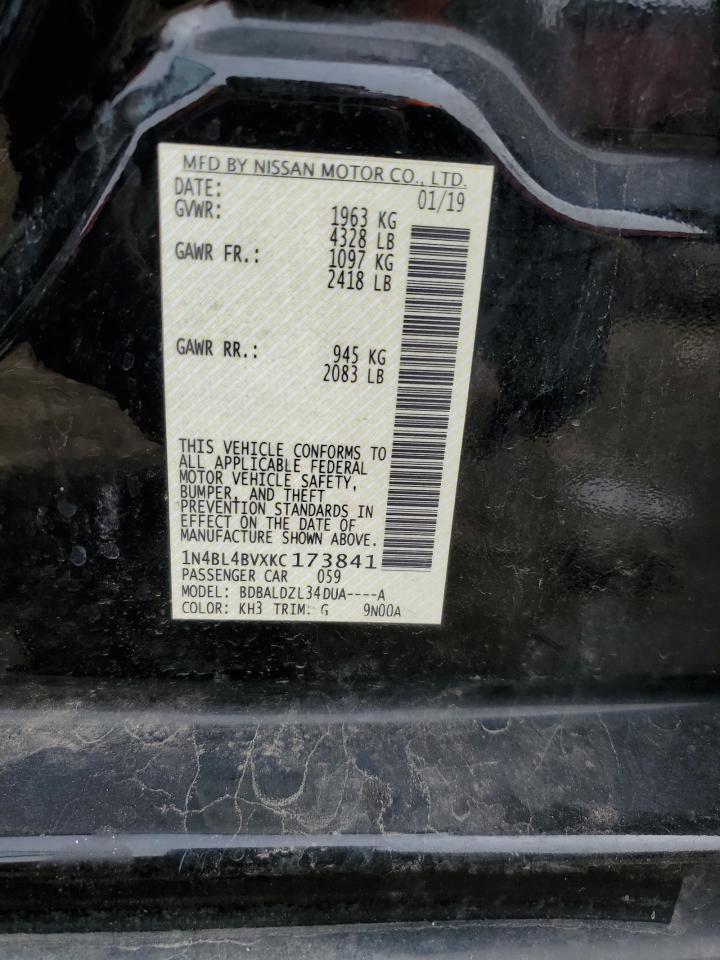 MFD BY NISSAN MOTOR CO., LTD.
DATE: 01/19
GVWR: 1963 KG
4328 LB
GAWR FR.: 1097 KG
2418 LB
GAWR RR.: 945 KG
2083 LB
THIS VEHICLE CONFORMS TO
ALL APPLICABLE FEDERAL
MOTOR VEHICLE SAFETY,
BUMPER, AND THEFT
PREVENTION STANDARDS IN
EFFECT ON THE DATE OF
MANUFACTURE SHOWN ABOVE.
1N4BL4BVXKC173841
PASSENGER CAR 059
MODEL: BDBALDZL34DUA----A
COLOR: KH3 TRIM: G 9N00A